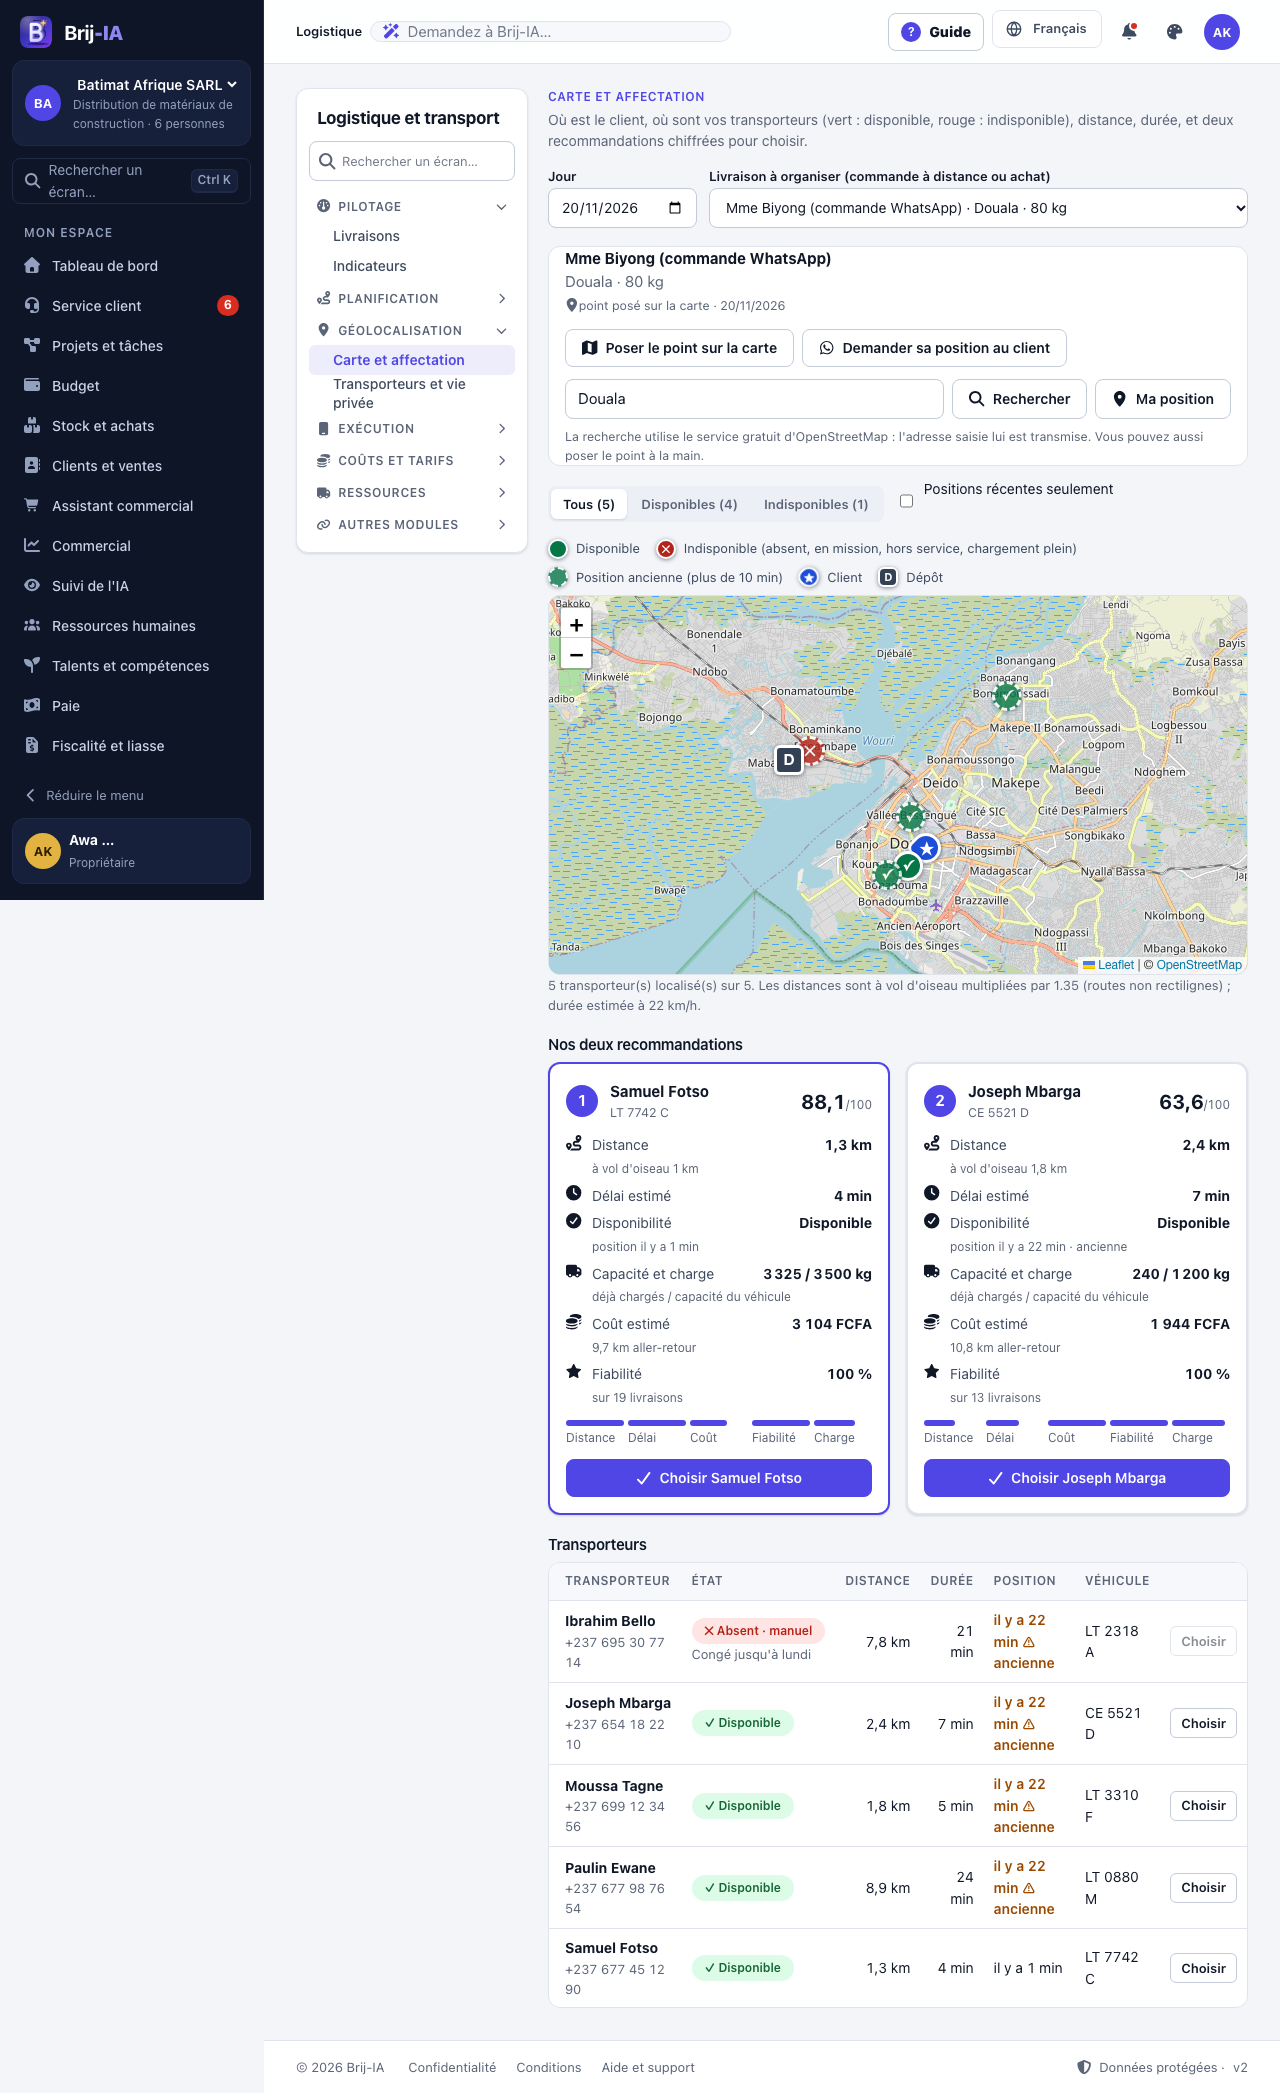 Brij-IA
BA
Batimat Afrique SARL
Distribution de matériaux de
construction · 6 personnes
Rechercher un
écran...
Ctrl K
MON ESPACE
Tableau de bord
Service client
6
Projets et tâches
Budget
Stock et achats
Clients et ventes
Assistant commercial
Commercial
Suivi de l'IA
Ressources humaines
Talents et compétences
Paie
Fiscalité et liasse
Réduire le menu
AK
Awa ...
Propriétaire
Logistique
Demandez à Brij-IA...
? Guide
Français
AK
Logistique et transport
Rechercher un écran...
PILOTAGE
Livraisons
Indicateurs
PLANIFICATION
GÉOLOCALISATION
Carte et affectation
Transporteurs et vie
privée
EXÉCUTION
COÛTS ET TARIFS
RESSOURCES
AUTRES MODULES
CARTE ET AFFECTATION
Où est le client, où sont vos transporteurs (vert : disponible, rouge : indisponible), distance, durée, et deux
recommandations chiffrées pour choisir.
Jour
20/11/2026
Livraison à organiser (commande à distance ou achat)
Mme Biyong (commande WhatsApp) · Douala · 80 kg
Mme Biyong (commande WhatsApp)
Douala · 80 kg
point posé sur la carte · 20/11/2026
Poser le point sur la carte
Demander sa position au client
Douala
Rechercher
Ma position
La recherche utilise le service gratuit d'OpenStreetMap : l'adresse saisie lui est transmise. Vous pouvez aussi
poser le point à la main.
Tous (5)
Disponibles (4)
Indisponibles (1)
Positions récentes seulement
Disponible
Indisponible (absent, en mission, hors service, chargement plein)
Position ancienne (plus de 10 min)
Client
D Dépôt
+
−
Bakoko
Bonendale
1
Lendi
Ngoma
Bayis
Djébalé
Bonangang
Zusa Bassa
Minkwélé
Ndobo
Bonamatoumbe
Bonagang
Bomkoul
Bojongo
Bonaminkano
Wouri
Makepe II
Bonamoussadi
Logbessou
II
Logpom
D
Bonamoussongo
Malangue
Ndoghem
Deido
Makepe
Beedi
Cité SIC
Cité Des Palmiers
Bassa
Songbikako
Bonanjo
Ndogsimbi
Madagascar
Nyalla Bassa
Bwapé
Bonadoumbe
Brazzaville
Nkolmbong
Ancien Aéroport
Ndogpassi
III
Tanda
Bois des Singes
Mbanga Bakoko
Leaflet | © OpenStreetMap
5 transporteur(s) localisé(s) sur 5. Les distances sont à vol d'oiseau multipliées par 1.35 (routes non rectilignes) ;
durée estimée à 22 km/h.
Nos deux recommandations
1
Samuel Fotso
LT 7742 C
88,1/100
Distance
1,3 km
à vol d'oiseau 1 km
Délai estimé
4 min
Disponibilité
Disponible
position il y a 1 min
Capacité et charge
3 325 / 3 500 kg
déjà chargés / capacité du véhicule
Coût estimé
3 104 FCFA
9,7 km aller-retour
Fiabilité
100 %
sur 19 livraisons
Distance
Délai
Coût
Fiabilité
Charge
Choisir Samuel Fotso
2
Joseph Mbarga
CE 5521 D
63,6/100
Distance
2,4 km
à vol d'oiseau 1,8 km
Délai estimé
7 min
Disponibilité
Disponible
position il y a 22 min · ancienne
Capacité et charge
240 / 1 200 kg
déjà chargés / capacité du véhicule
Coût estimé
1 944 FCFA
10,8 km aller-retour
Fiabilité
100 %
sur 13 livraisons
Distance
Délai
Coût
Fiabilité
Charge
Choisir Joseph Mbarga
Transporteurs
TRANSPORTEUR
ÉTAT
DISTANCE
DURÉE
POSITION
VÉHICULE
Ibrahim Bello
+237 695 30 77
14
Absent · manuel
Congé jusqu'à lundi
7,8 km
21
min
il y a 22
min
ancienne
LT 2318
A
Choisir
Joseph Mbarga
+237 654 18 22
10
Disponible
2,4 km
7 min
il y a 22
min
ancienne
CE 5521
D
Choisir
Moussa Tagne
+237 699 12 34
56
Disponible
1,8 km
5 min
il y a 22
min
ancienne
LT 3310
F
Choisir
Paulin Ewane
+237 677 98 76
54
Disponible
8,9 km
24
min
il y a 22
min
ancienne
LT 0880
M
Choisir
Samuel Fotso
+237 677 45 12
90
Disponible
1,3 km
4 min
il y a 1 min
LT 7742
C
Choisir
© 2026 Brij-IA
Confidentialité
Conditions
Aide et support
Données protégées · v2